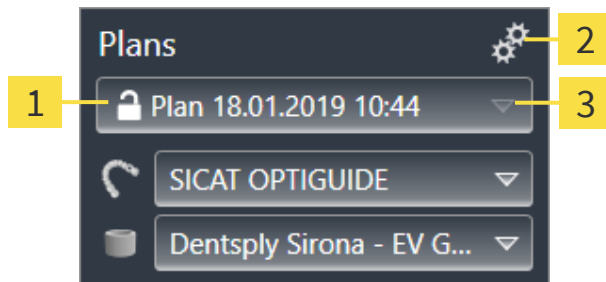 Plans
2
1
Plan 18.01.2019 10:44
3
SICAT OPTIGUIDE
Dentsply Sirona - EV G...